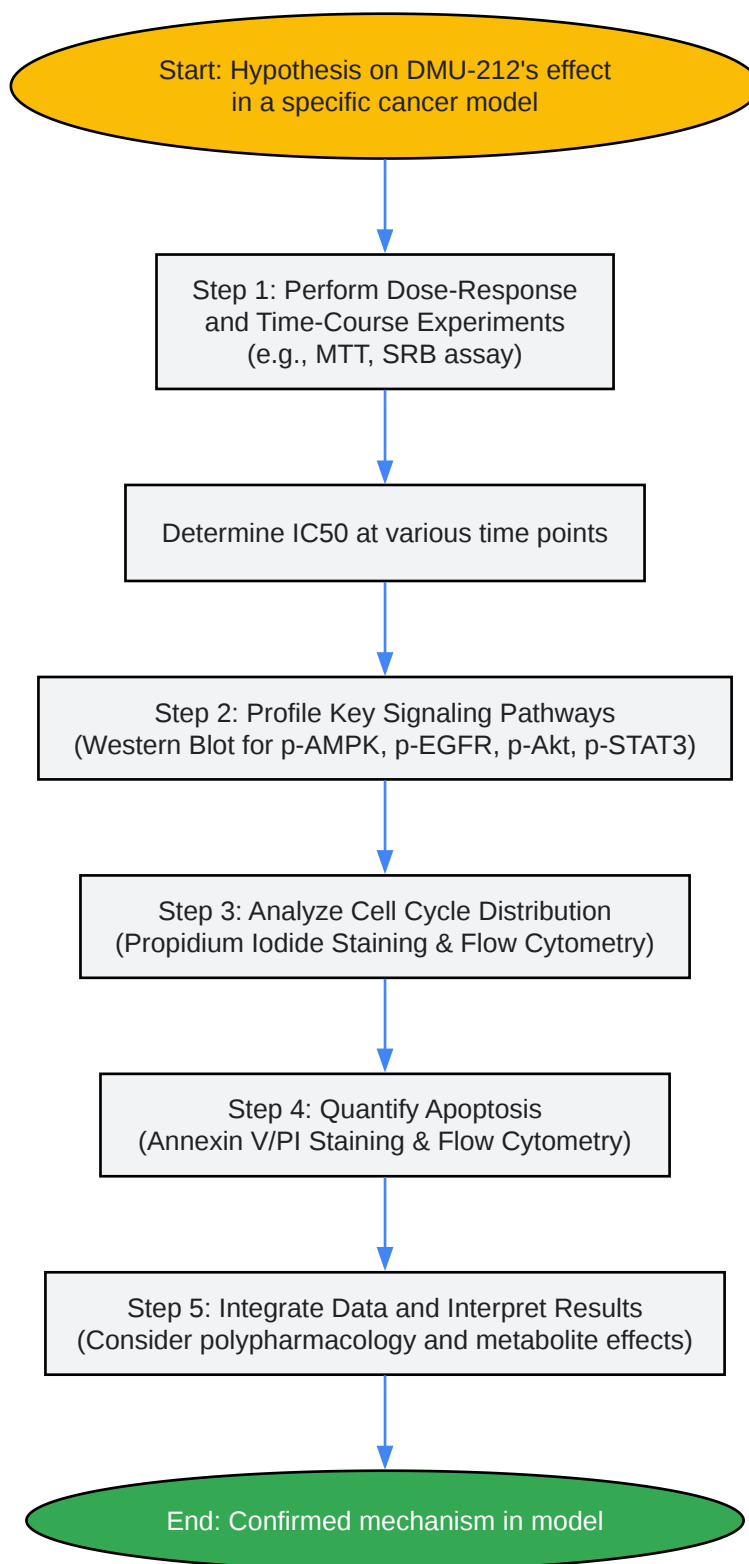 Start: Hypothesis on DMU-212's effect
in a specific cancer model
Step 1: Perform Dose-Response
and Time-Course Experiments
(e.g., MTT, SRB assay)
Determine IC50 at various time points
Step 2: Profile Key Signaling Pathways
(Western Blot for p-AMPK, p-EGFR, p-Akt, p-STAT3)
Step 3: Analyze Cell Cycle Distribution
(Propidium Iodide Staining & Flow Cytometry)
Step 4: Quantify Apoptosis
(Annexin V/PI Staining & Flow Cytometry)
Step 5: Integrate Data and Interpret Results
(Consider polypharmacology and metabolite effects)
End: Confirmed mechanism in model